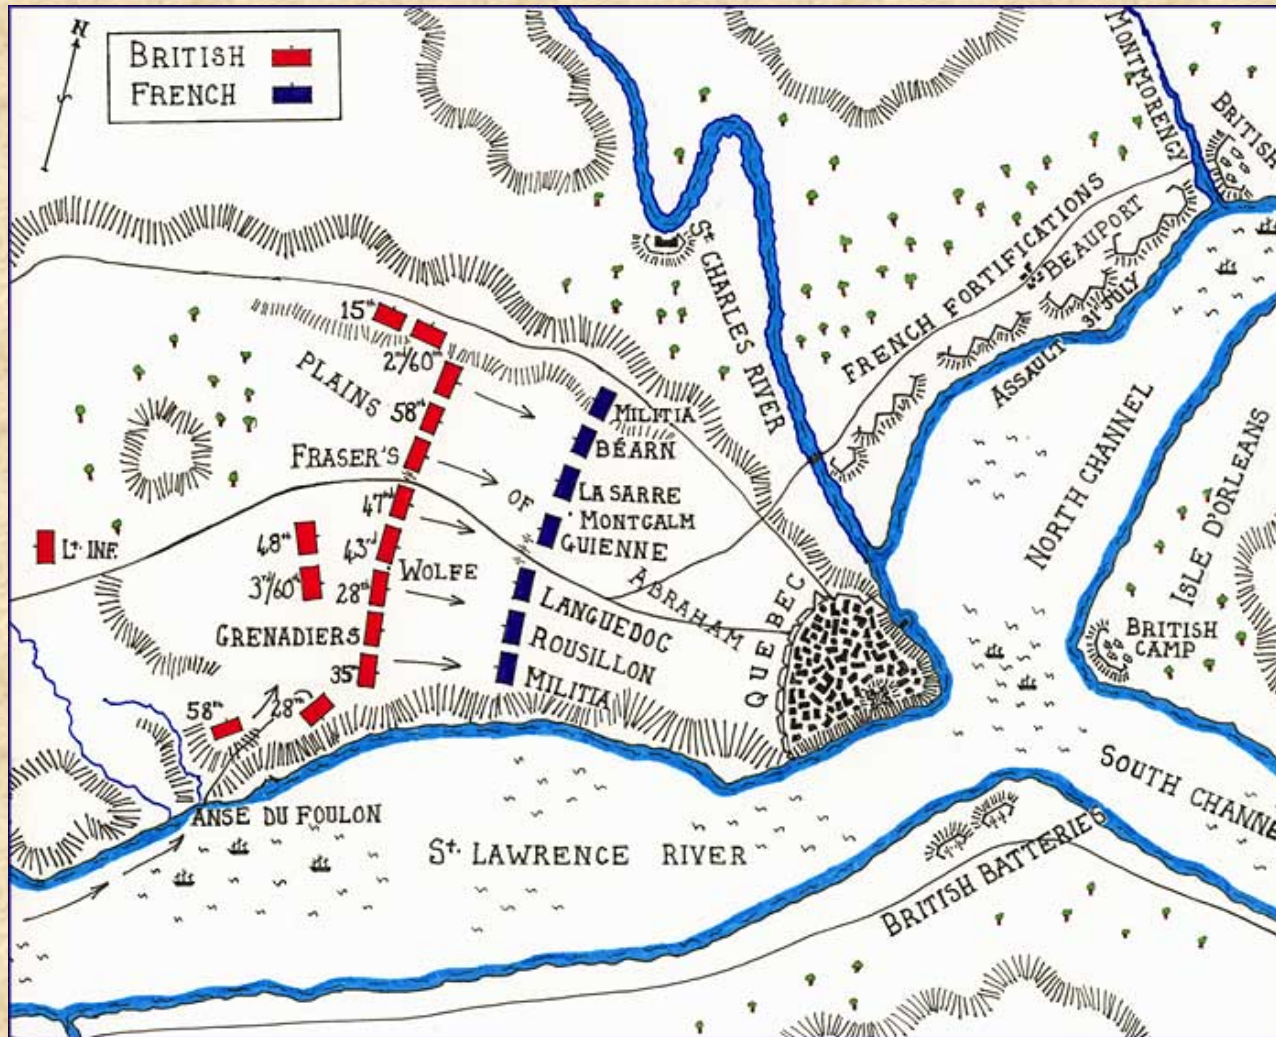 N
S
BRITISH
FRENCH
MONTMORENCY
BRITISH
FRENCH FORTIFICATIONS
BEAUPORT
ASSAULT 31st JULY
St. CHARLES RIVER
NORTH CHANNEL
ISLE D'ORLEANS
BRITISH
CAMP
SOUTH CHANNE
15th
2nd/60th
PLAINS
58th
FRASER'S
47th
OF
48th
43rd
Lt. INF.
3rd/60th
28th
WOLFE
ABRAHAM
GRENADIERS
35th
58th
28th
MILITIA
BÉARN
LA SARRE
MONTCALM
GUIENNE
LANGUEDOC
ROUSILLON
MILITIA
QUEBEC
ANSE DU FOULON
St. LAWRENCE RIVER
BRITISH BATTERIES